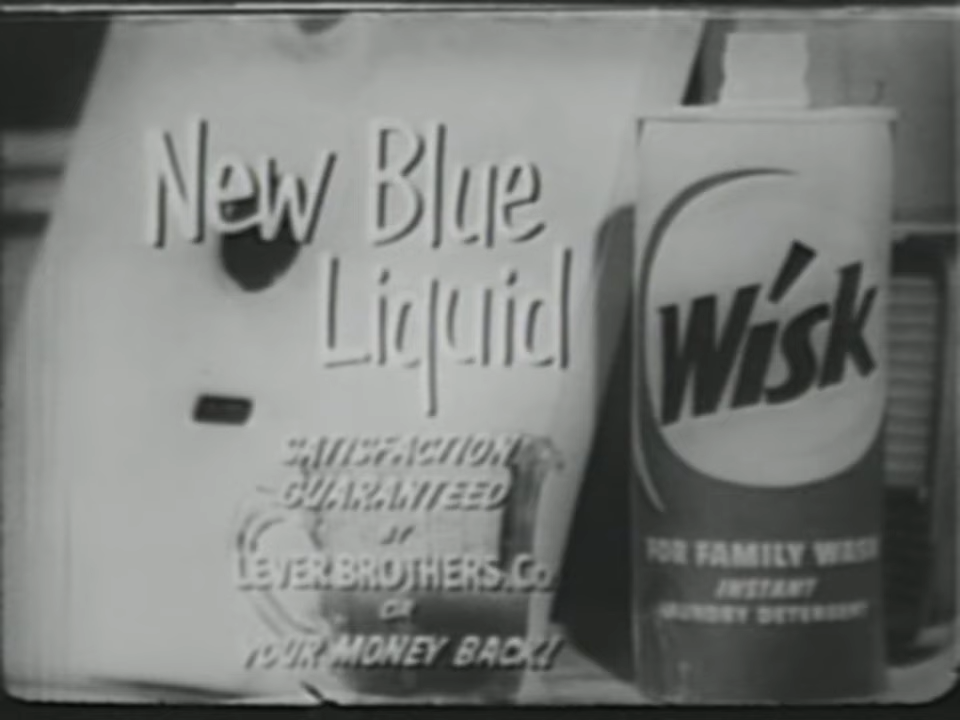 New Blue
Liquid
SATISFACTION
GUARANTEED
BY
LEVER BROTHERS.Co
OR
YOUR MONEY BACK!
Wisk
FOR FAMILY WASH
INSTANT
LAUNDRY DETERGENT